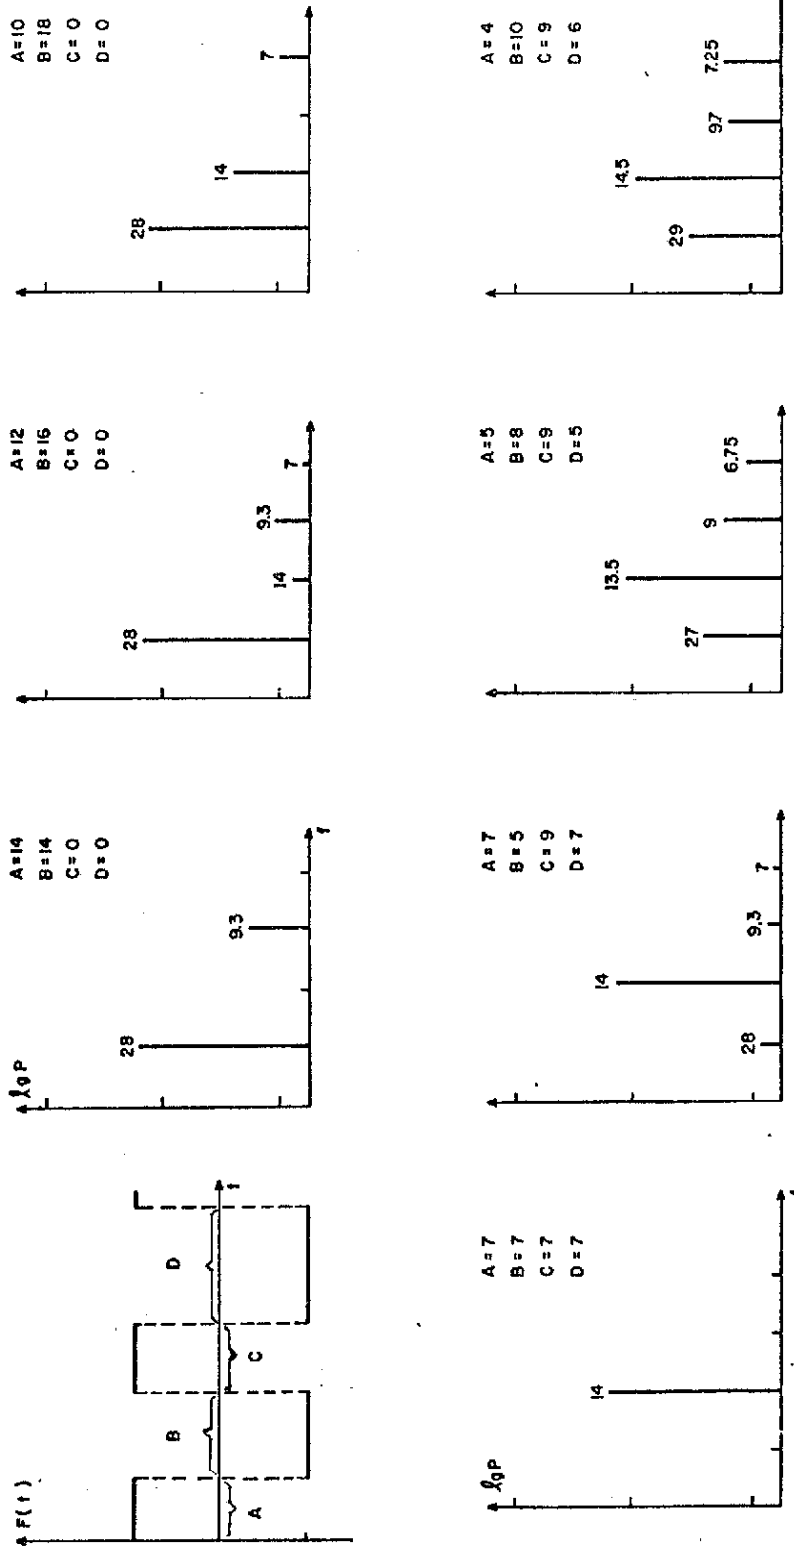 F(t)
A
B
C
D
t
lgP
28
9.3
f
A=14
B=14
C=0
D=0
28
14
9.3
7
A=12
B=16
C=0
D=0
28
14
7
A=10
B=18
C=0
D=0
lgP
14
A=7
B=7
C=7
D=7
28
14
9.3
7
A=7
B=5
C=9
D=7
27
13.5
9
6.75
A=5
B=8
C=9
D=5
29
14.5
97
7.25
A=4
B=10
C=9
D=6